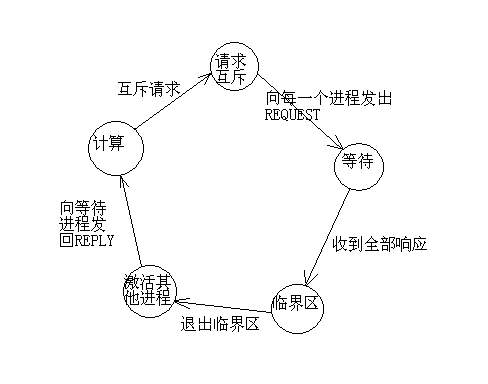 请求
互斥
互斥请求
向每一个进程发出
REQUEST
计算
等待
向等待
进程发
回REPLY
收到全部响应
激活其
他进程
临界区
退出临界区